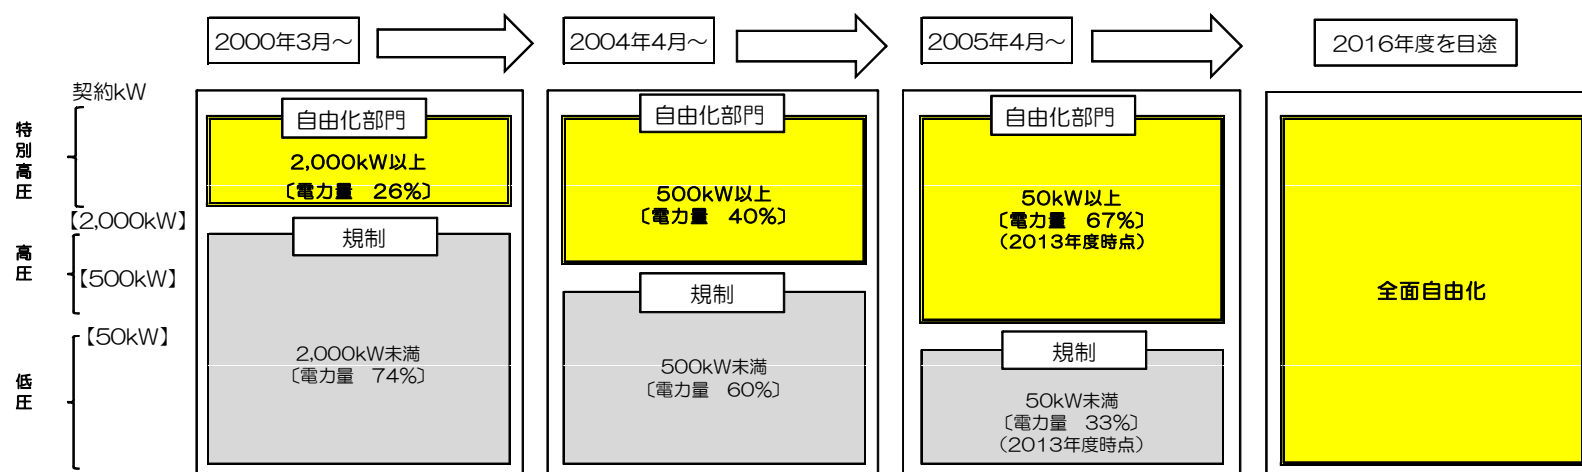 2000年3月～
2004年4月～
2005年4月～
2016年度を目途
契約kW
特別高圧
【2,000kW】
高圧
【500kW】
【50kW】
低圧
自由化部門
2,000kW以上
〔電力量　26%〕
規制
2,000kW未満
〔電力量　74%〕
自由化部門
500kW以上
〔電力量　40%〕
規制
500kW未満
〔電力量　60%〕
自由化部門
50kW以上
〔電力量　67%〕
（2013年度時点）
規制
50kW未満
〔電力量　33%〕
（2013年度時点）
全面自由化